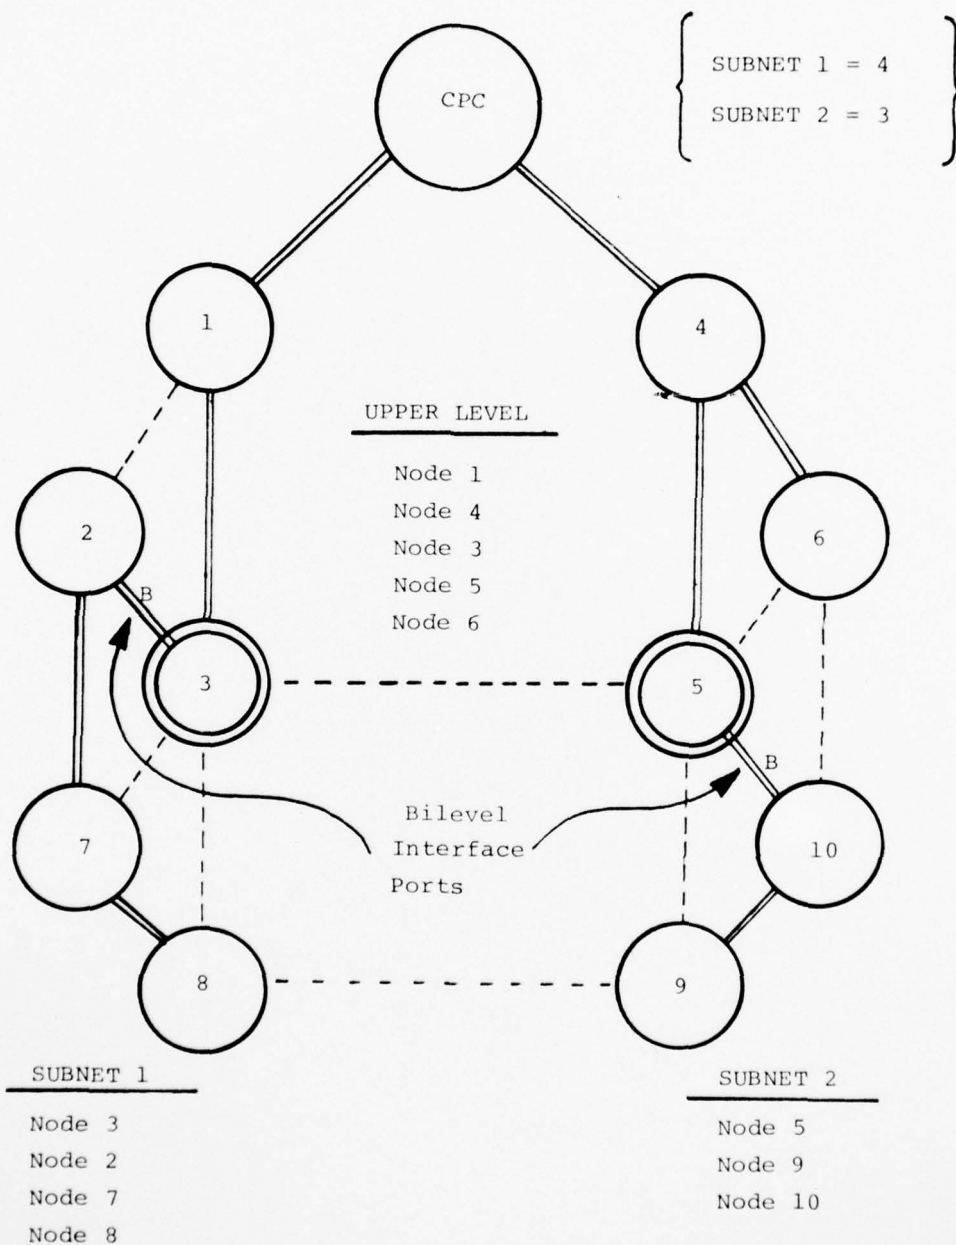 CPC
SUBNET 1 = 4
SUBNET 2 = 3
1
4
UPPER LEVEL
Node 1
Node 4
Node 3
Node 5
Node 6
2
6
B
3
5
B
7
Bilevel
Interface
Ports
10
8
9
SUBNET 1
Node 3
Node 2
Node 7
Node 8
SUBNET 2
Node 5
Node 9
Node 10